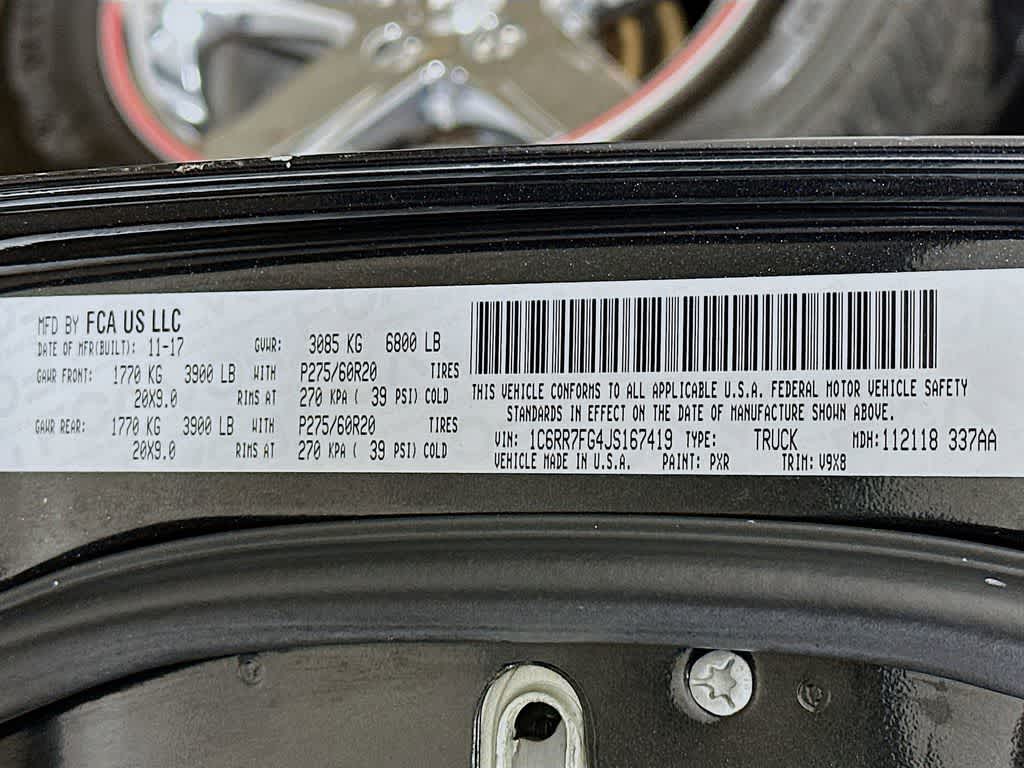 MFD BY FCA US LLC
DATE OF MFR(BUILT): 11-17 GVWR: 3085 KG 6800 LB
GAWR FRONT: 1770 KG 3900 LB WITH P275/60R20 TIRES
20X9.0 RIMS AT 270 KPA ( 39 PSI) COLD
GAWR REAR: 1770 KG 3900 LB WITH P275/60R20 TIRES
20X9.0 RIMS AT 270 KPA ( 39 PSI) COLD
THIS VEHICLE CONFORMS TO ALL APPLICABLE U.S.A. FEDERAL MOTOR VEHICLE SAFETY
STANDARDS IN EFFECT ON THE DATE OF MANUFACTURE SHOWN ABOVE.
VIN: 1C6RR7FG4JS167419 TYPE: TRUCK MDH: 112118 337AA
VEHICLE MADE IN U.S.A. PAINT: PXR TRIM: V9X8